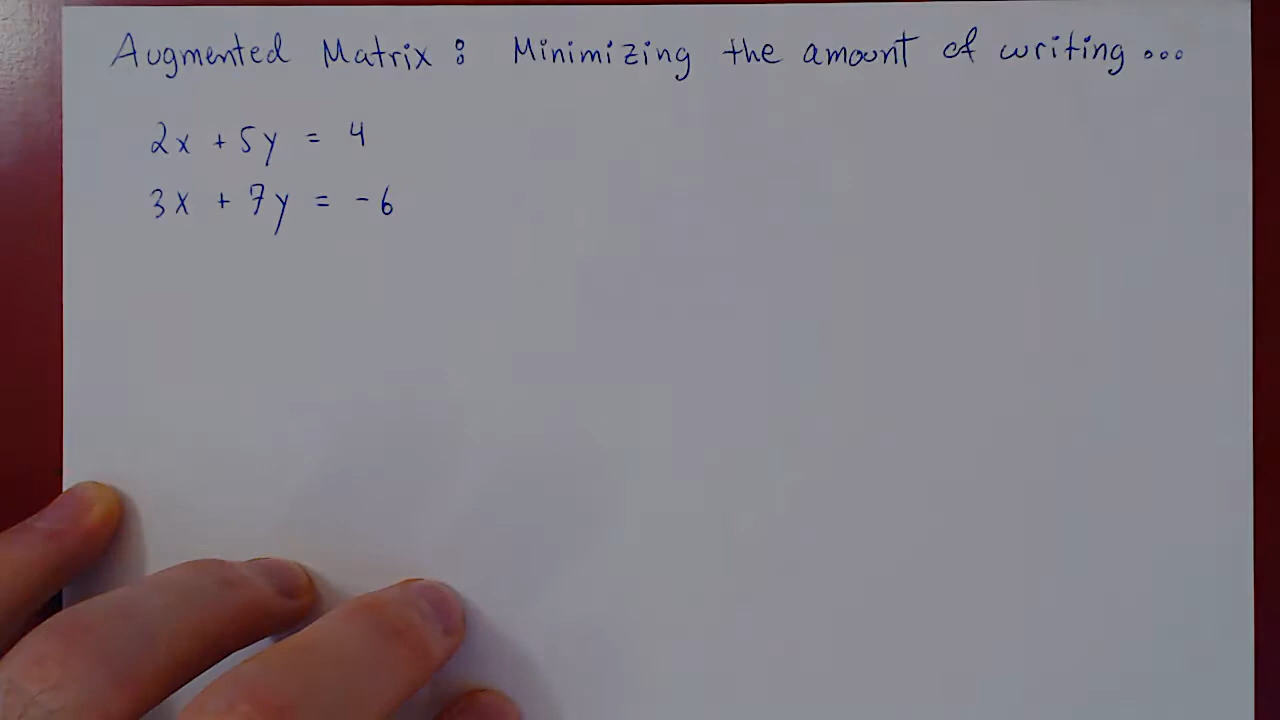 Augmented Matrix : Minimizing the amount of writing ...
2x + 5y = 4
3x + 7y = -6